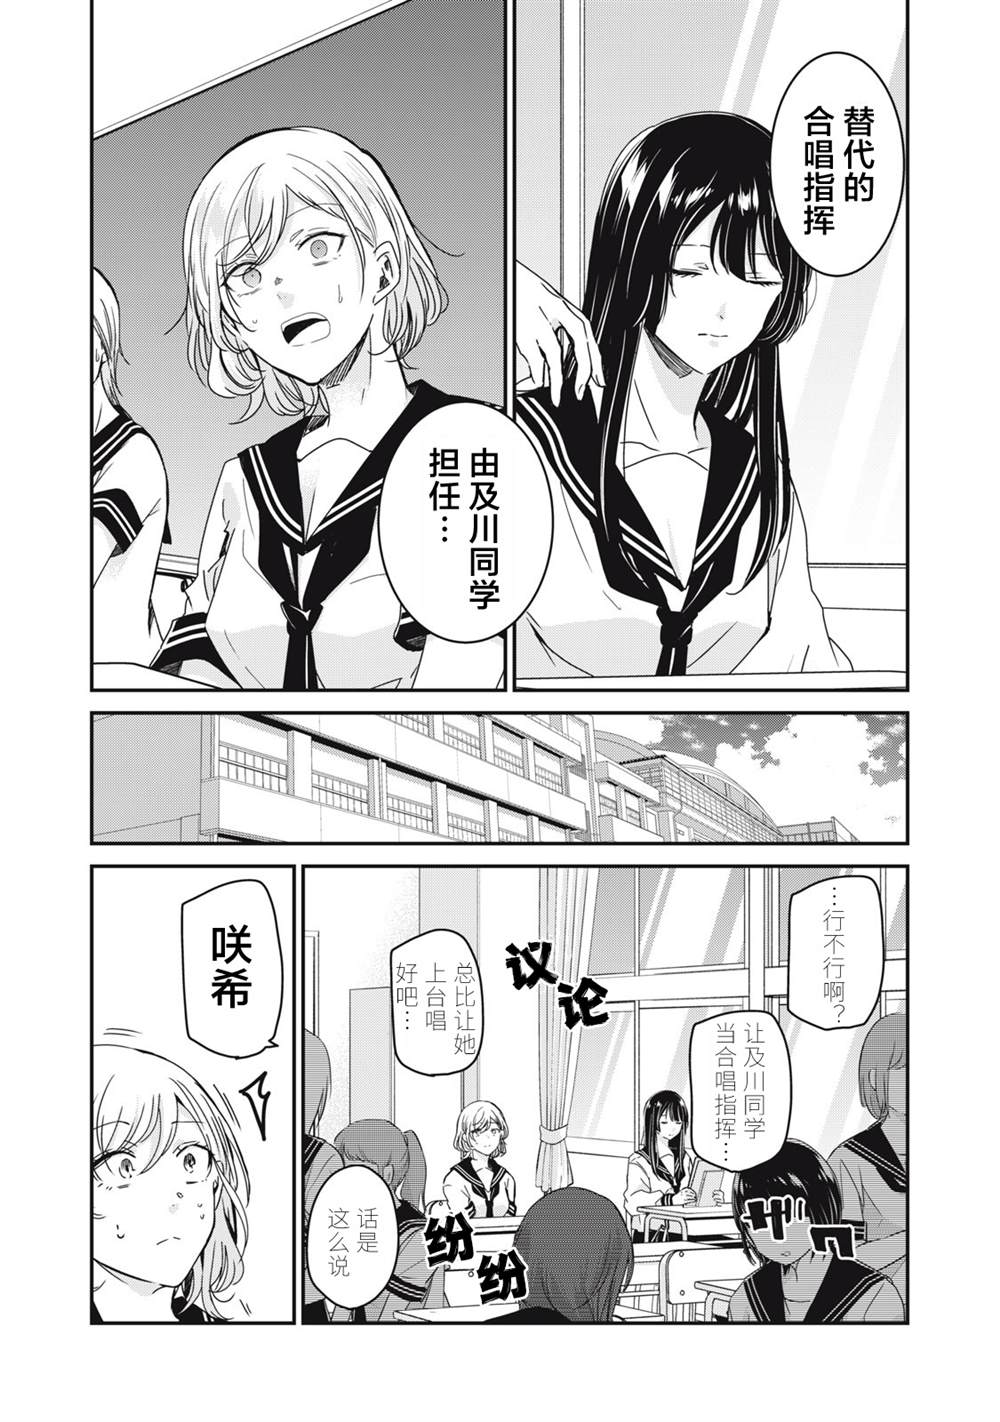 替代的
合唱指挥
由及川同学
担任…
…行不行啊？
让及川同学
当合唱指挥…
议论
总比让她
上台唱
好吧…
纷纷
话是
这么说
ザワ
咲希